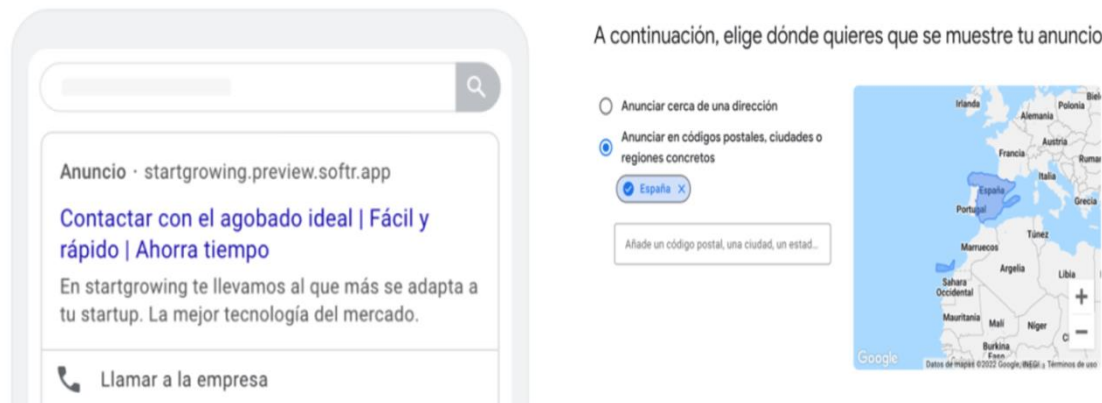 Anuncio · startgrowing.preview.softr.app
Contactar con el agobado ideal | Fácil y
rápido | Ahorra tiempo
En startgrowing te llevamos al que más se adapta a
tu startup. La mejor tecnología del mercado.
Llamar a la empresa
A continuación, elige dónde quieres que se muestre tu anuncio
Anunciar cerca de una dirección
Anunciar en códigos postales, ciudades o
regiones concretos
España
Añade un código postal, una ciudad, un estad...
Irlanda
Polonia
Alemania
Austria
Francia
Italia
España
Portugal
Grecia
Túnez
Marruecos
Argelia
Libia
Sahara
Occidental
Mauritania
Malí
Níger
Burkina
Google
Datos de mapas ©2022 Google, INEGI
Términos de uso